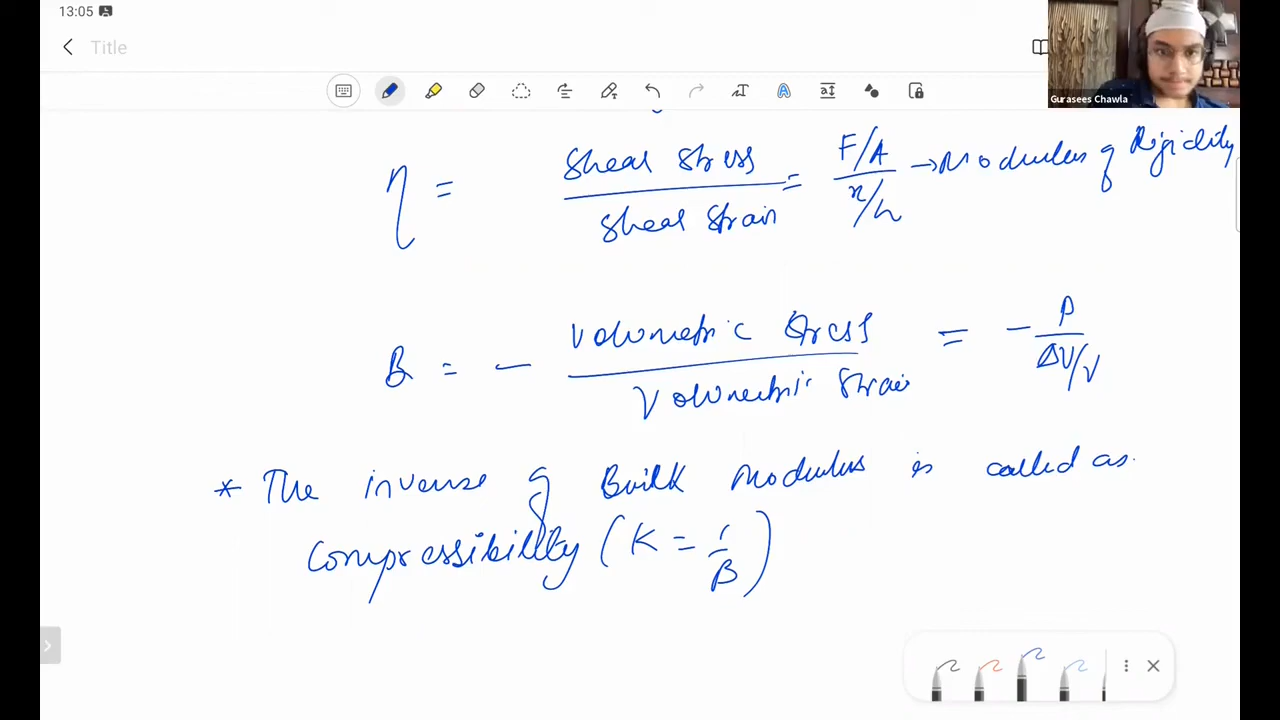 13:05
Title
Gurasees Chawla
η = Shear Stress / Shear Strain = F/A / x/h → Modulus of Rigidity
B = - Volumetric Stress / Volumetric Strain = - P / ΔV/V
* The inverse of Bulk Modulus is called as.
Compressibility (K = 1/B)